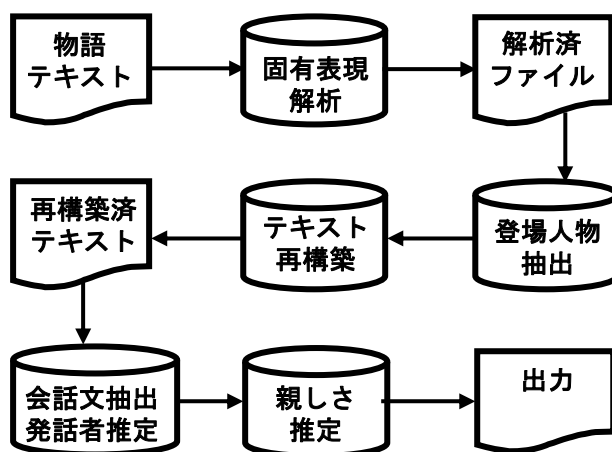 物語
テキスト
固有表現
解析
解析済
ファイル
登場人物
抽出
テキスト
再構築
再構築済
テキスト
会話文抽出
発話者推定
親しさ
推定
出力